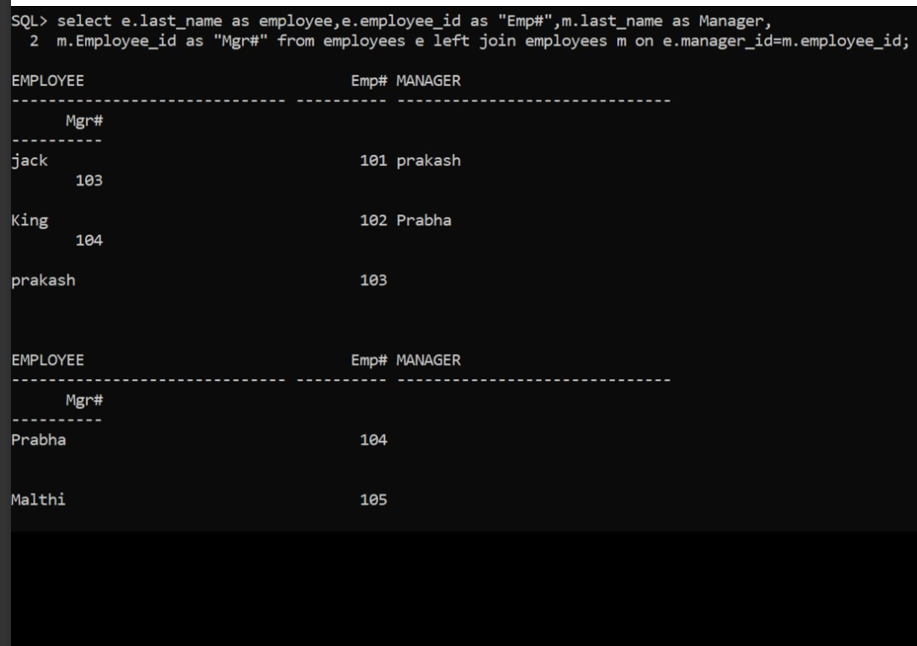 SQL> select e.last_name as employee,e.employee_id as "Emp#",m.last_name as Manager,
2 m.Employee_id as "Mgr#" from employees e left join employees m on e.manager_id=m.employee_id;
EMPLOYEE Emp# MANAGER
------------------------------ ---------- ------------------------------
Mgr#
----------
jack 101 prakash
103
King 102 Prabha
104
prakash 103
EMPLOYEE Emp# MANAGER
------------------------------ ---------- ------------------------------
Mgr#
----------
Prabha 104
Malthi 105